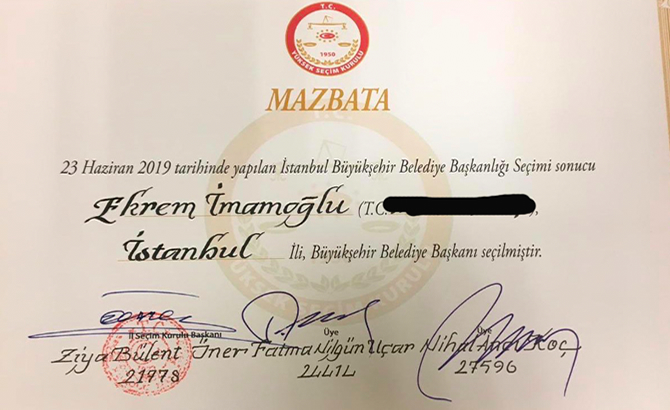 T.C.
YÜKSEK SEÇİM KURULU
1950
MAZBATA
23 Haziran 2019 tarihinde yapılan İstanbul Büyükşehir Belediye Başkanlığı Seçimi sonucu
Ekrem İmamoğlu (T.C. ),
İstanbul İli, Büyükşehir Belediye Başkanı seçilmiştir.
İl Seçim Kurulu Başkanı Üye Üye
Ziya Bülent Öner Fatma Nilgün Uçar Nihal Koç
21978 24414 27596